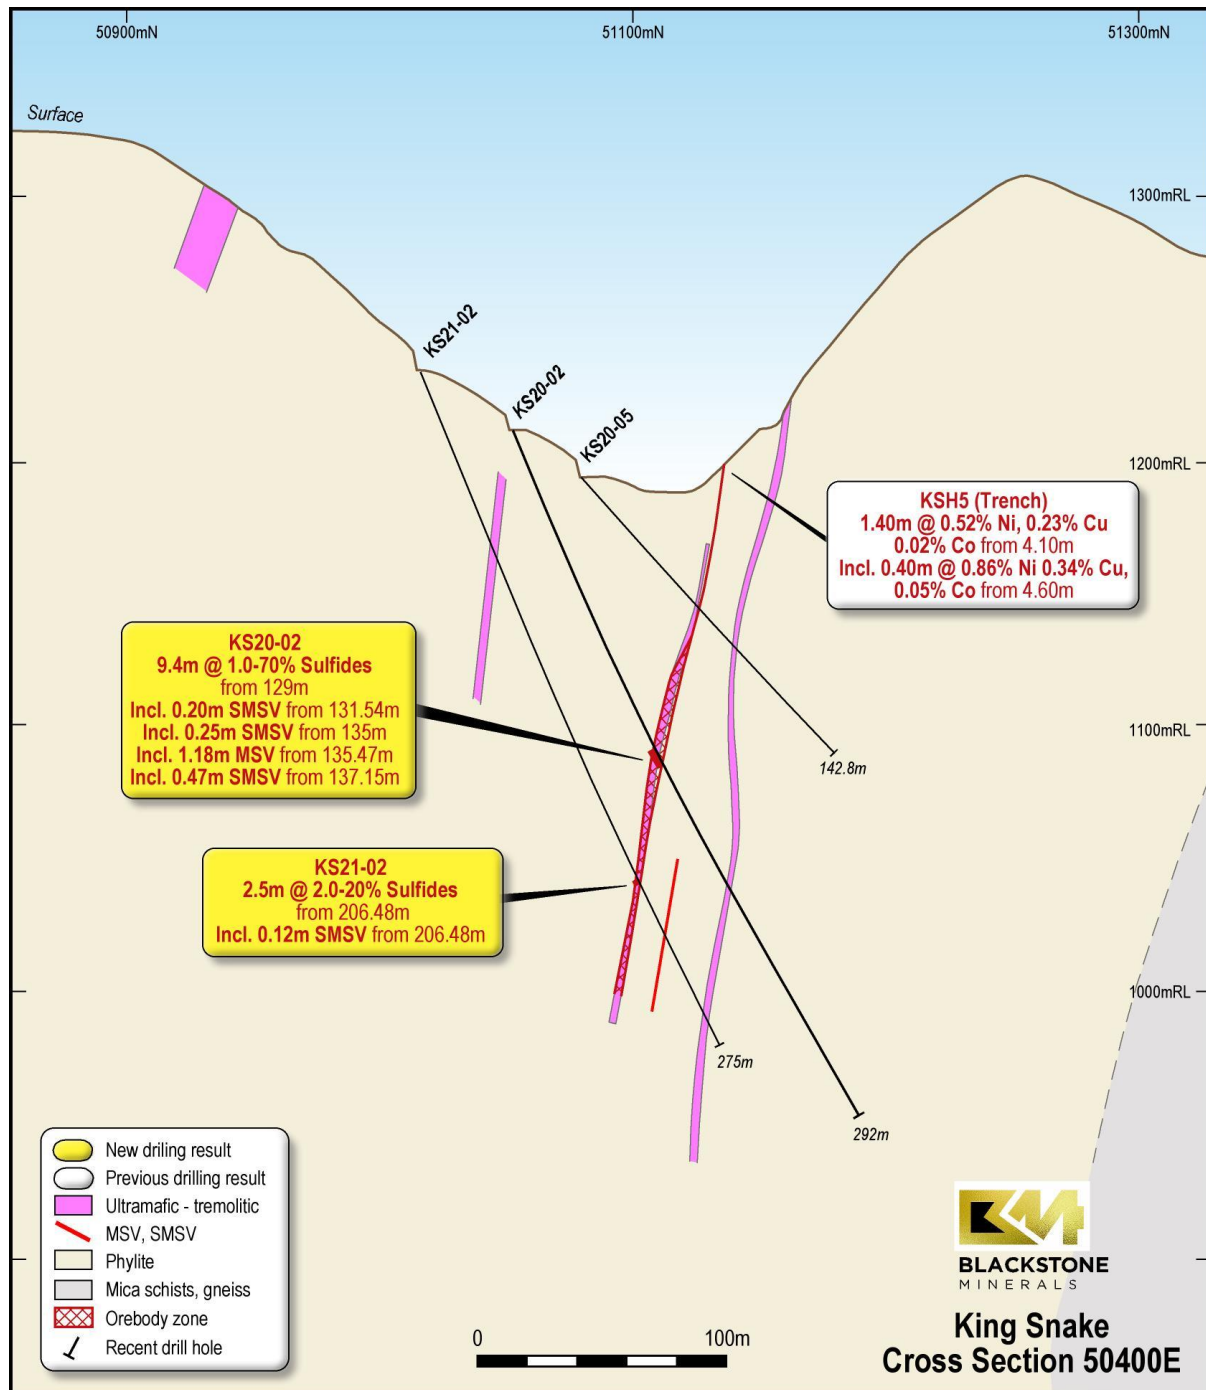 50900mN
51100mN
51300mN
Surface
1300mRL
KS21-02
KS20-02
KS20-05
1200mRL
KSH5 (Trench)
1.40m @ 0.52% Ni, 0.23% Cu
0.02% Co from 4.10m
Incl. 0.40m @ 0.86% Ni 0.34% Cu,
0.05% Co from 4.60m
KS20-02
9.4m @ 1.0-70% Sulfides
from 129m
Incl. 0.20m SMSV from 131.54m
Incl. 0.25m SMSV from 135m
Incl. 1.18m MSV from 135.47m
Incl. 0.47m SMSV from 137.15m
1100mRL
142.8m
KS21-02
2.5m @ 2.0-20% Sulfides
from 206.48m
Incl. 0.12m SMSV from 206.48m
1000mRL
275m
292m
New driling result
Previous drilling result
Ultramafic - tremolitic
MSV, SMSV
Phylite
Mica schists, gneiss
Orebody zone
Recent drill hole
0 100m
BM
BLACKSTONE
MINERALS
King Snake
Cross Section 50400E